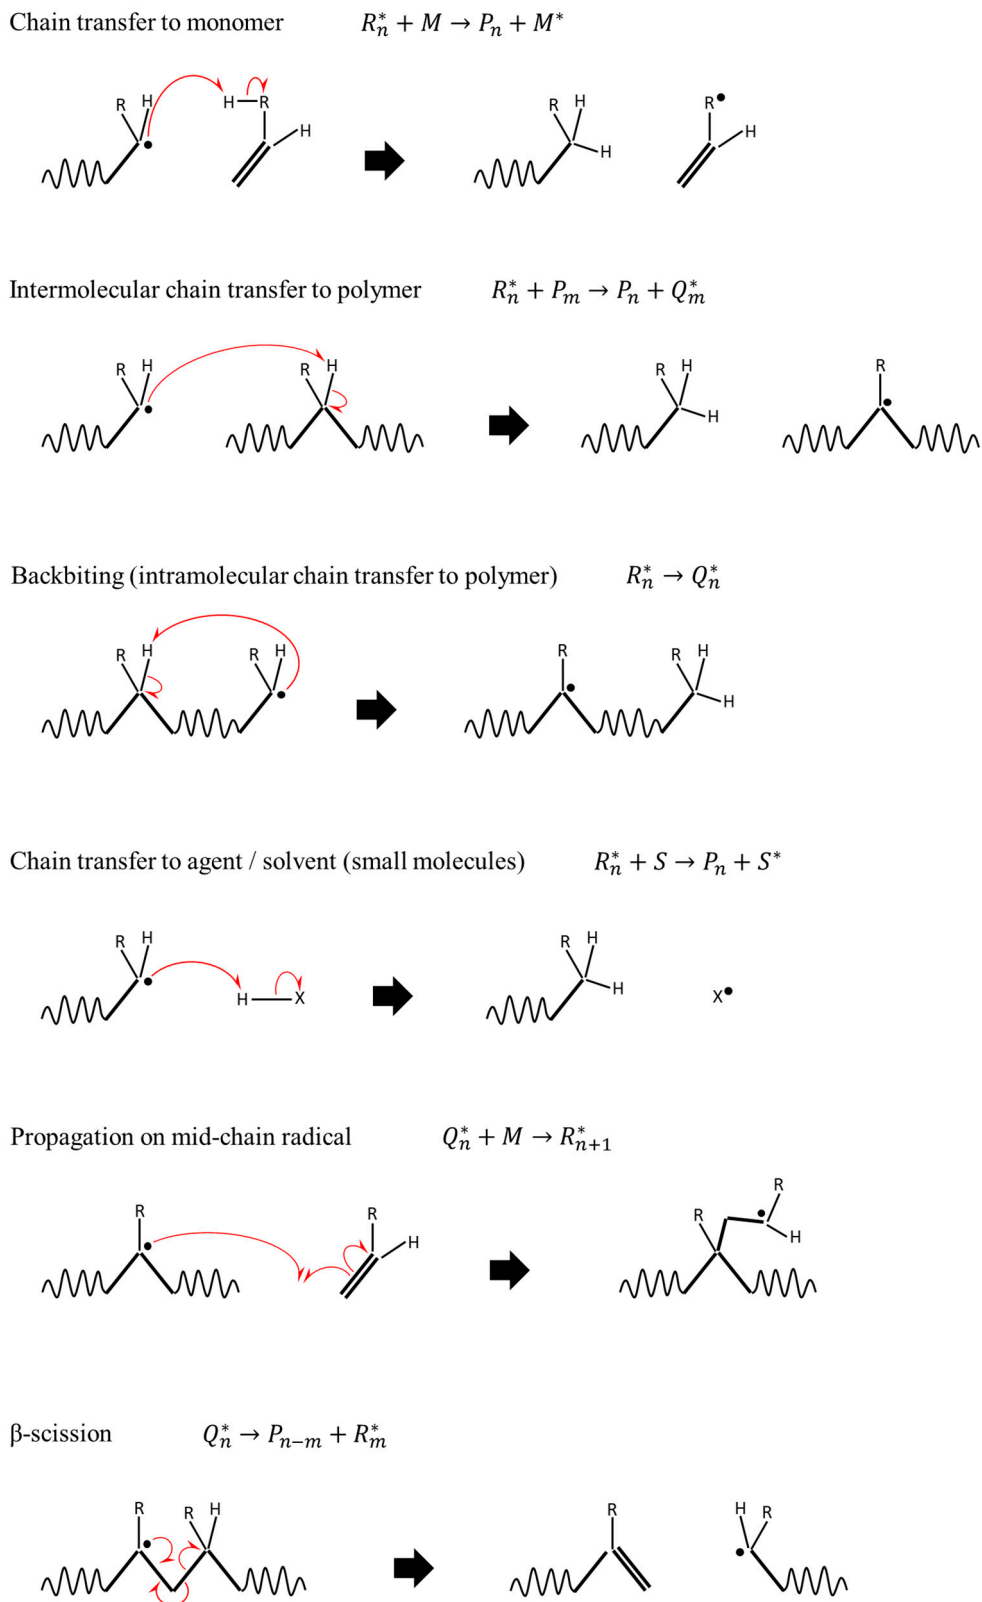 Chain transfer to monomer R*n + M → Pn + M*
R H H R H R H H R• H
Intermolecular chain transfer to polymer R*n + Pm → Pn + Q*m
R H R H R H H R
Backbiting (intramolecular chain transfer to polymer) R*n → Q*n
R H R H R R H H
Chain transfer to agent / solvent (small molecules) R*n + S → Pn + S*
R H H X R H H X•
Propagation on mid-chain radical Q*n + M → R*n+1
R R H R R H
β-scission Q*n → Pn−m + R*m
R R H R H R